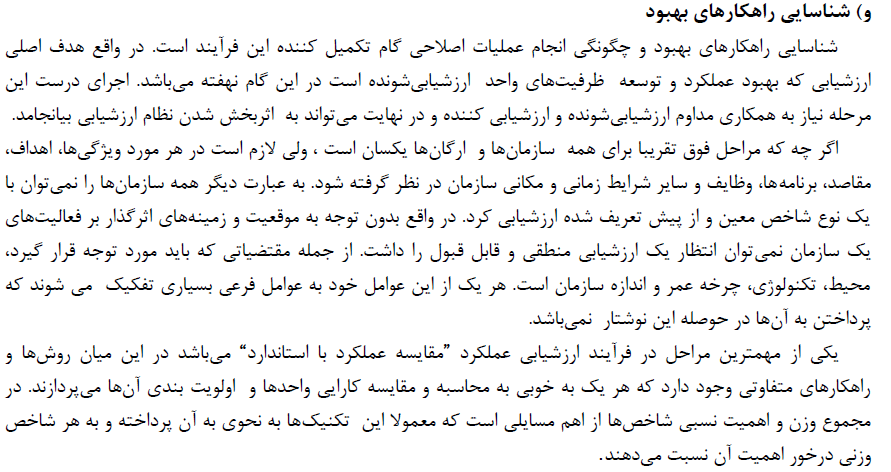 و) شناسایی راهکارهای بهبود
شناسایی راهکارهای بهبود و چگونگی انجام عملیات اصلاحی گام تکمیل کننده این فرآیند است. در واقع هدف اصلی
ارزشیابی که بهبود عملکرد و توسعه ظرفیت‌های واحد ارزشیابی‌شونده است در این گام نهفته می‌باشد. اجرای درست این
مرحله نیاز به همکاری مداوم ارزشیابی‌شونده و ارزشیابی کننده و در نهایت می‌تواند به اثربخش شدن نظام ارزشیابی بیانجامد.
اگر چه که مراحل فوق تقریبا برای همه سازمان‌ها و ارگان‌ها یکسان است ، ولی لازم است در هر مورد ویژگی‌ها، اهداف،
مقاصد، برنامه‌ها، وظایف و سایر شرایط زمانی و مکانی سازمان در نظر گرفته شود. به عبارت دیگر همه سازمان‌ها را نمی‌توان با
یک نوع شاخص معین و از پیش تعریف شده ارزشیابی کرد. در واقع بدون توجه به موقعیت و زمینه‌های اثرگذار بر فعالیت‌های
یک سازمان نمی‌توان انتظار یک ارزشیابی منطقی و قابل قبول را داشت. از جمله مقتضیاتی که باید مورد توجه قرار گیرد،
محیط، تکنولوژی، چرخه عمر و اندازه سازمان است. هر یک از این عوامل خود به عوامل فرعی بسیاری تفکیک می شوند که
پرداختن به آن‌ها در حوصله این نوشتار نمی‌باشد.
یکی از مهمترین مراحل در فرآیند ارزشیابی عملکرد ”مقایسه عملکرد با استاندارد“ می‌باشد در این میان روش‌ها و
راهکارهای متفاوتی وجود دارد که هر یک به خوبی به محاسبه و مقایسه کارایی واحدها و اولویت بندی آن‌ها می‌پردازند. در
مجموع وزن و اهمیت نسبی شاخص‌ها از اهم مسایلی است که معمولا این تکنیک‌ها به نحوی به آن پرداخته و به هر شاخص
وزنی درخور اهمیت آن نسبت می‌دهند.